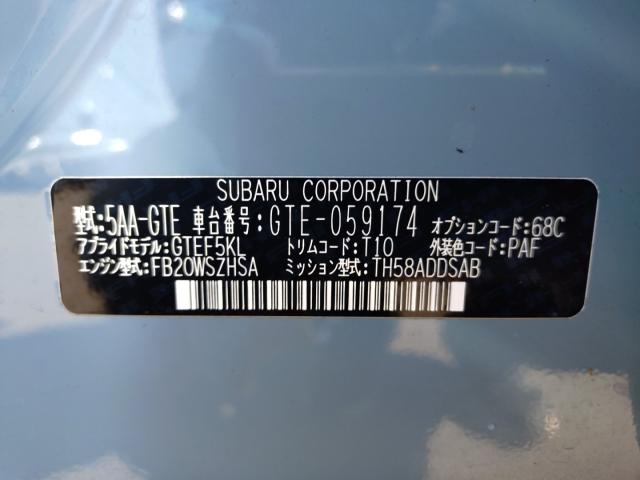 SUBARU CORPORATION
型式:5AA-GTE 車台番号:GTE-059174 オプションコード:68C
アプライドモデル:GTEF5KL トリムコード:T10 外装色コード:PAF
エンジン型式:FB20WSZHSA ミッション型式:TH58ADDSAB